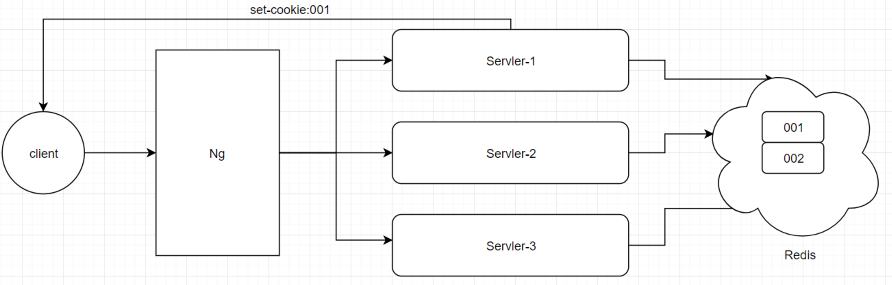 set-cookie:001
Servler-1
client
Ng
Servler-2
001
002
Servler-3
Redis